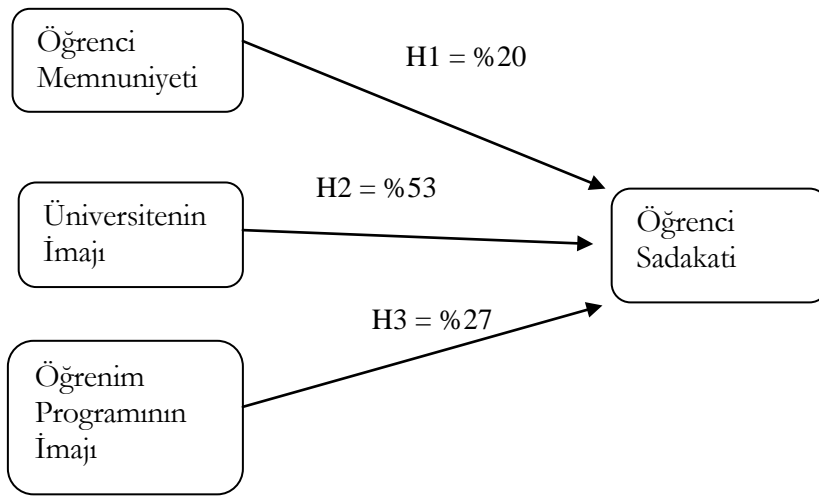 Öğrenci
Memnuniyeti
H1 = %20
Üniversitenin
İmajı
H2 = %53
Öğrenci
Sadakati
H3 = %27
Öğrenim
Programının
İmajı